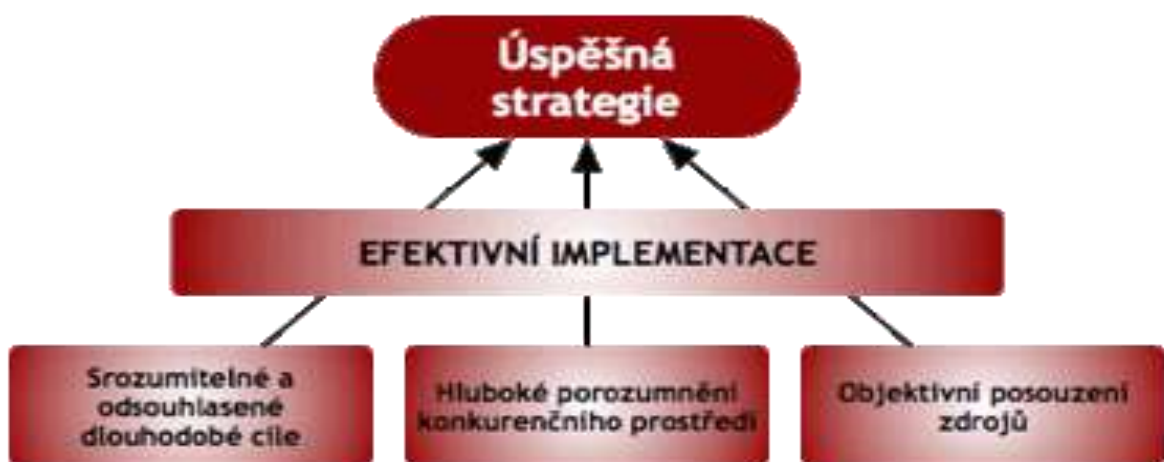 Úspěšná
strategie
EFEKTIVNÍ IMPLEMENTACE
Srozumitelné a
odsouhlasené
dlouhodobé cíle
Hluboké porozumnění
konkurenčního prostředí
Objektivní posouzení
zdrojů